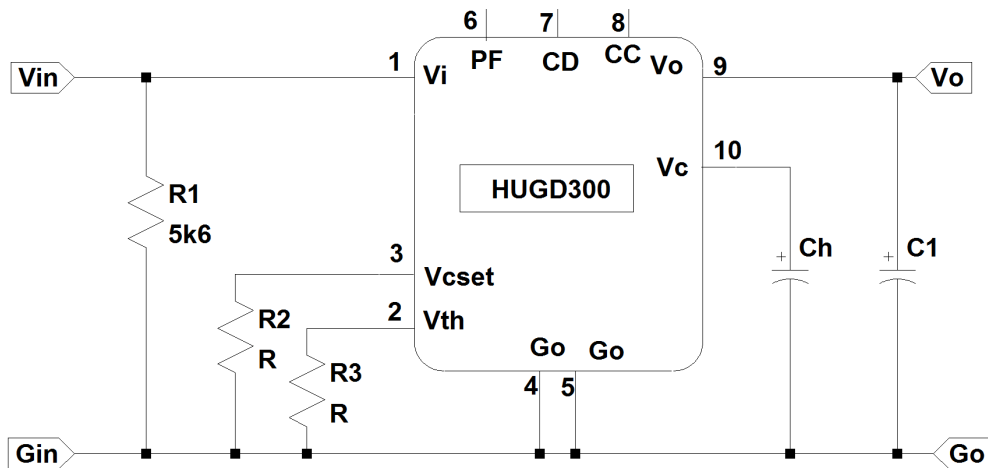 6
7
8
1
Vi
PF
CD
CC
Vo
9
Vin
Vo
Vc
10
R1
5k6
HUGD300
3
Vcset
Ch
C1
2
Vth
R2
R
R3
R
Go
Go
4
5
Gin
Go